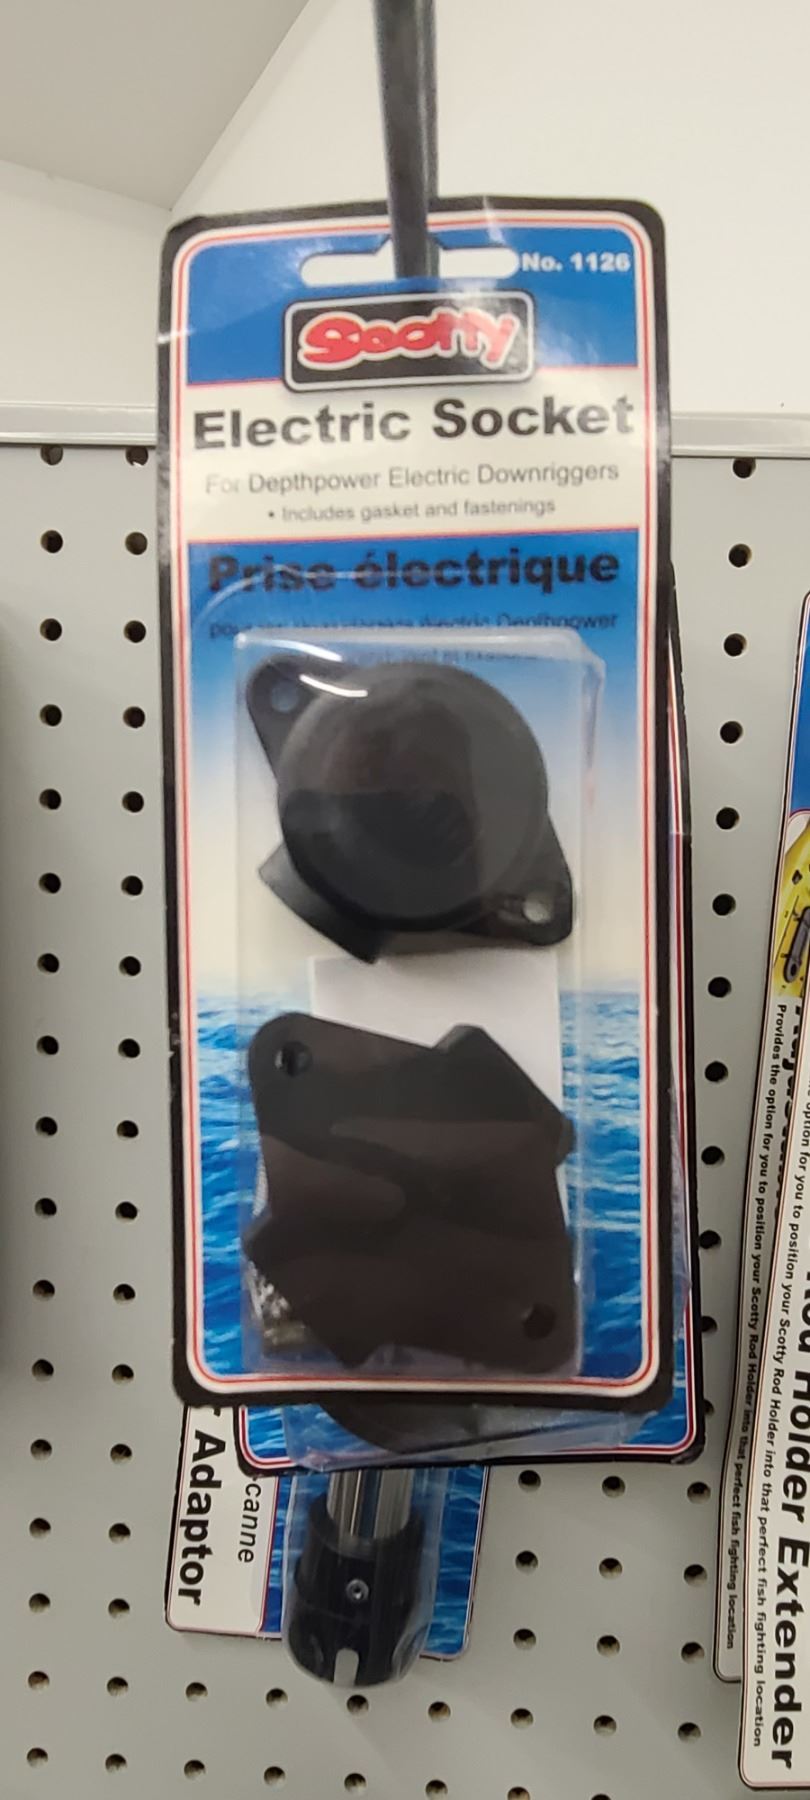 No. 1126
Scotty
Electric Socket
For Depthpower Electric Downriggers
• Includes gasket and fastenings
Prise électrique
Depthpower
Adaptor
canne
Provides the option for you to position your Scotty Rod Holder into that perfect fish fighting location
option for you to position your Scotty Rod Holder into that perfect fish fighting location
Rod Holder Extender